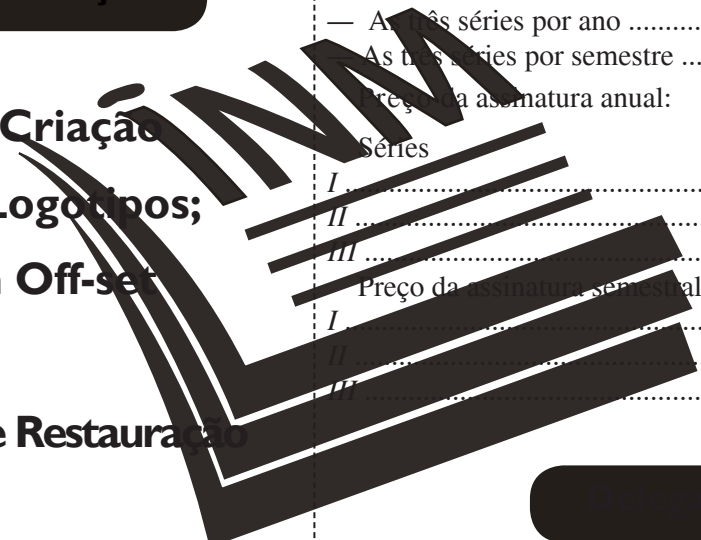 Criação
Logotipos;
Off-set
e Restauração
INM
— As três séries por ano ..........
— As três séries por semestre ...
Preço da assinatura anual:
Séries
I ..............................................................
II .............................................................
III ............................................................
Preço da assinatura semestral
I ..............................................................
II .............................................................
III ............................................................